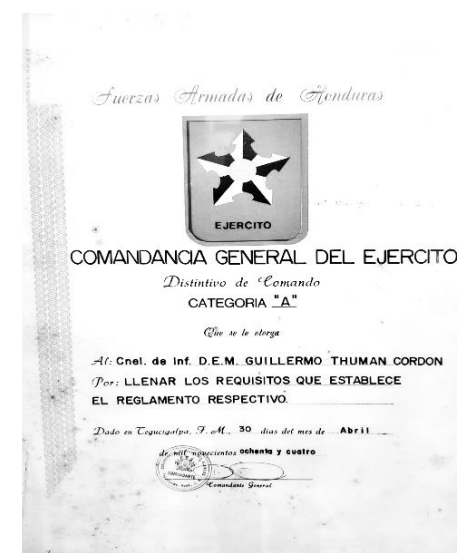 Fuerzas Armadas de Honduras
EJERCITO
COMANDANCIA GENERAL DEL EJERCITO
Distintivo de Comando
CATEGORIA "A"
Que se le otorga
Al: Cnel. de Inf. D.E.M. GUILLERMO THUMAN CORDON
Por: LLENAR LOS REQUISITOS QUE ESTABLECE
EL REGLAMENTO RESPECTIVO.
Dado en Tegucigalpa, F. M., 30 dias del mes de Abril
de mil novecientos ochenta y cuatro
COMANDANTE
Comandante General